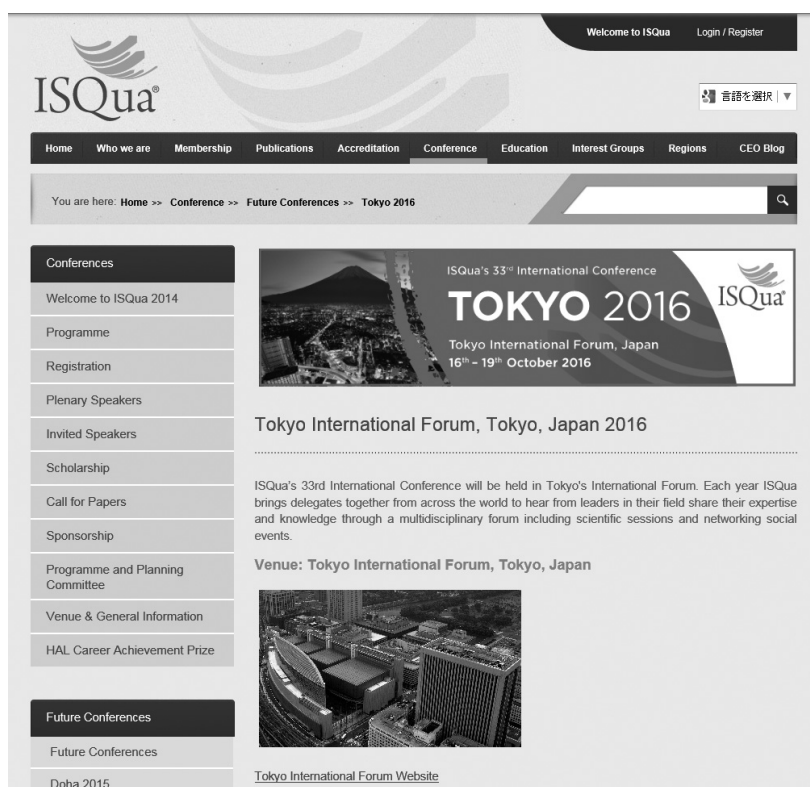 Welcome to ISQua Login / Register
ISQua®
言語を選択 ▼
Home Who we are Membership Publications Accreditation Conference Education Interest Groups Regions CEO Blog
You are here: Home >> Conference >> Future Conferences >> Tokyo 2016
Conferences
Welcome to ISQua 2014
Programme
Registration
Plenary Speakers
Invited Speakers
Scholarship
Call for Papers
Sponsorship
Programme and Planning
Committee
Venue & General Information
HAL Career Achievement Prize
Future Conferences
Future Conferences
Doha 2015
ISQua's 33rd International Conference
TOKYO 2016
Tokyo International Forum, Japan
16th – 19th October 2016
ISQua®
Tokyo International Forum, Tokyo, Japan 2016
ISQua's 33rd International Conference will be held in Tokyo's International Forum. Each year ISQua
brings delegates together from across the world to hear from leaders in their field share their expertise
and knowledge through a multidisciplinary forum including scientific sessions and networking social
events.
Venue: Tokyo International Forum, Tokyo, Japan
Tokyo International Forum Website